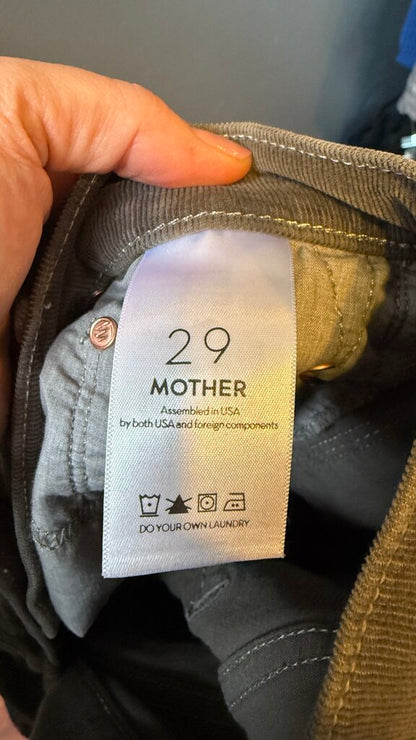 29
MOTHER
Assembled in USA
by both USA and foreign components
DO YOUR OWN LAUNDRY